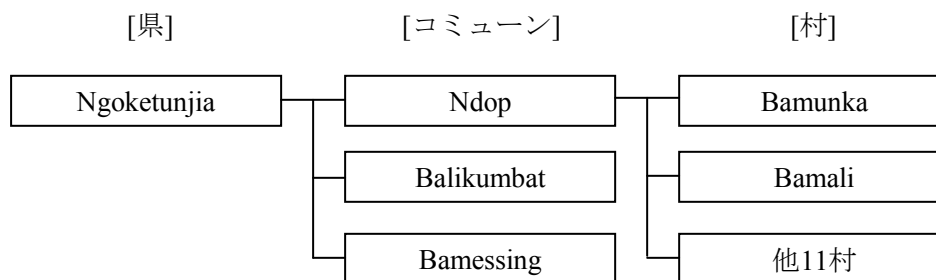 [県] [コミューン] [村]
Ngoketunjia Ndop Bamunka
Balikumbat Bamali
Bamessing 他11村